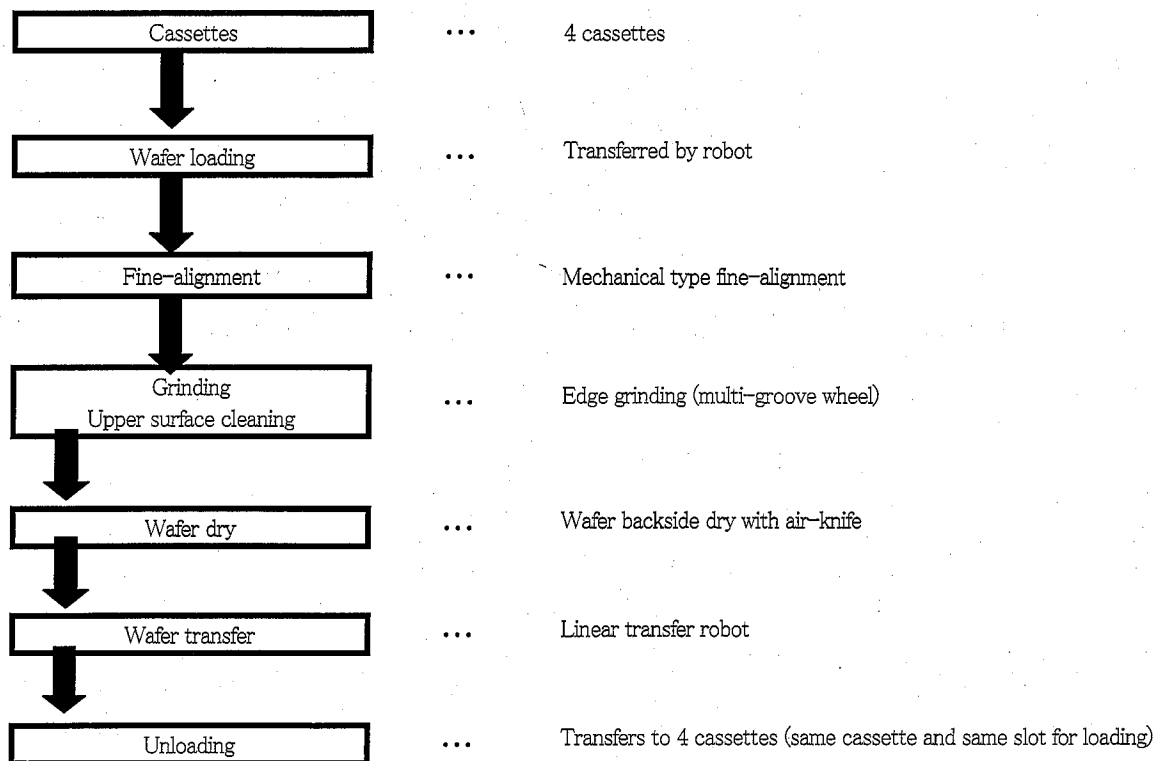 Cassettes ••• 4 cassettes
Wafer loading ••• Transferred by robot
Fine-alignment ••• Mechanical type fine-alignment
Grinding
Upper surface cleaning ••• Edge grinding (multi-groove wheel)
Wafer dry ••• Wafer backside dry with air-knife
Wafer transfer ••• Linear transfer robot
Unloading ••• Transfers to 4 cassettes (same cassette and same slot for loading)